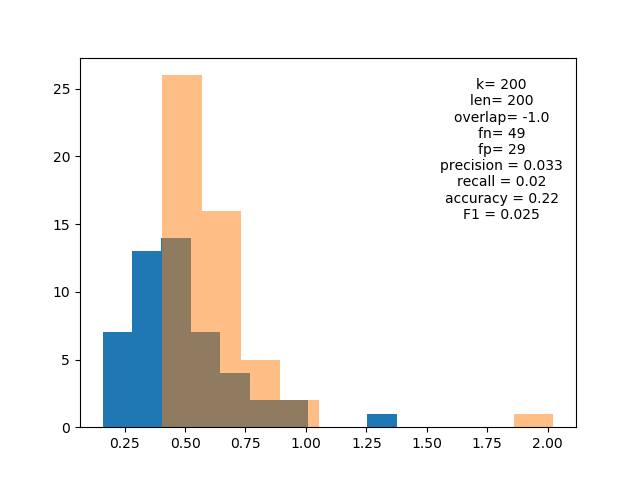 25
20
15
10
5
0
k= 200
len= 200
overlap= -1.0
fn= 49
fp= 29
precision = 0.033
recall = 0.02
accuracy = 0.22
F1 = 0.025
0.25 0.50 0.75 1.00 1.25 1.50 1.75 2.00